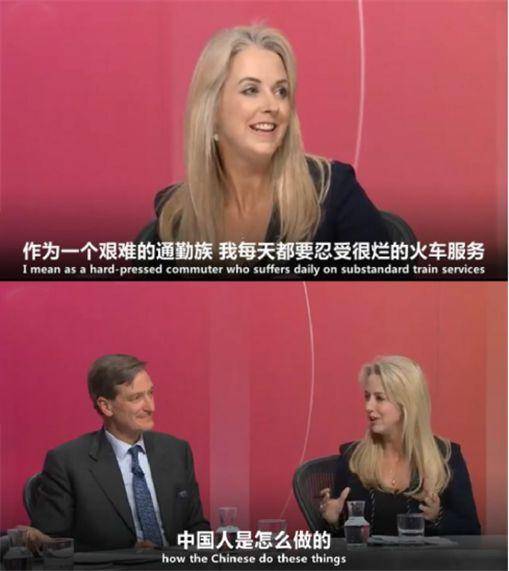 作为一个艰难的通勤族 我每天都要忍受很烂的火车服务
I mean as a hard-pressed commuter who suffers daily on substandard train services
中国人是怎么做的
how the Chinese do these things